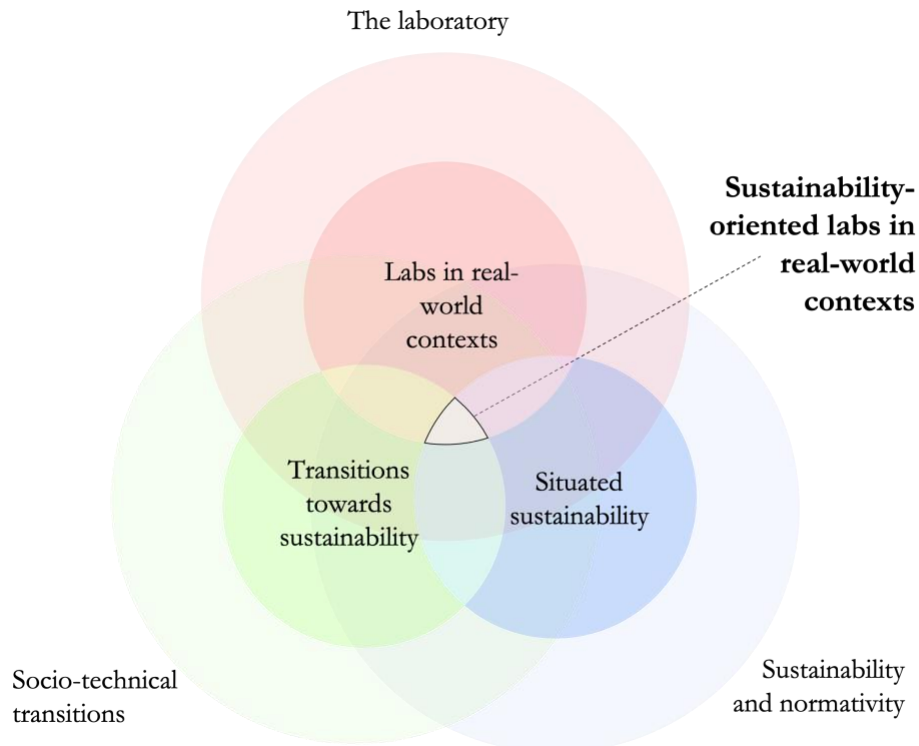 The laboratory
Sustainability-
oriented labs in
real-world
contexts
Labs in real-
world
contexts
Transitions
towards
sustainability
Situated
sustainability
Socio-technical
transitions
Sustainability
and normativity